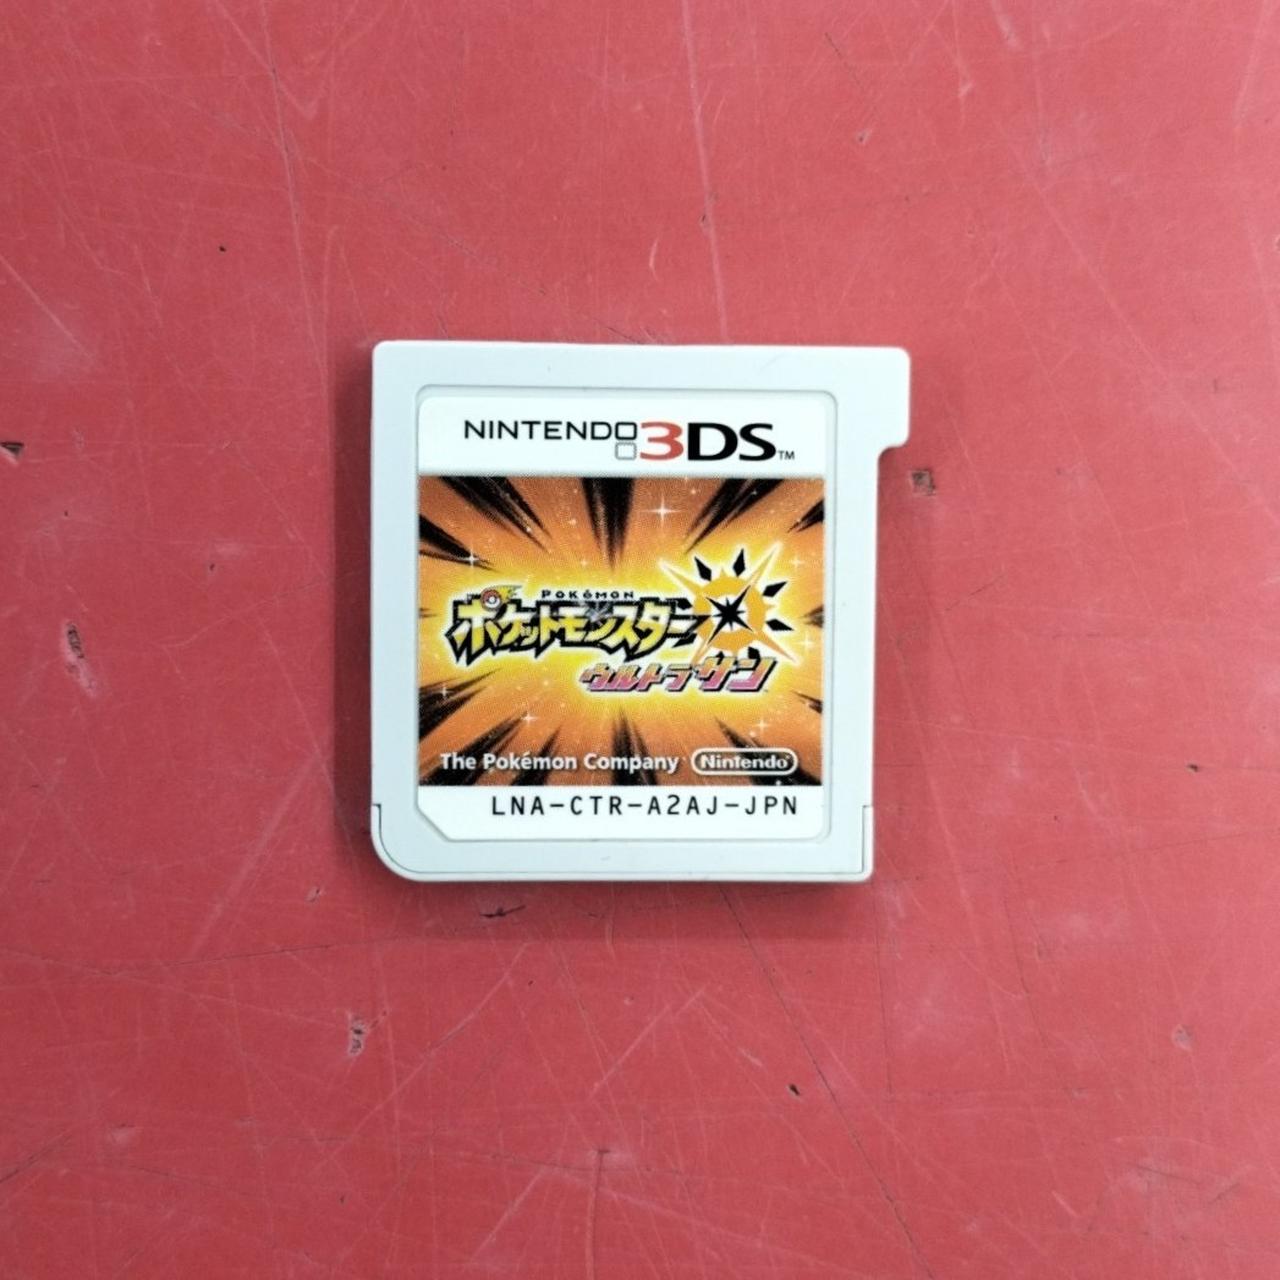 NINTENDO 3DS™
POKéMON
ポケットモンスター
ウルトラサン
The Pokémon Company Nintendo
LNA-CTR-A2AJ-JPN